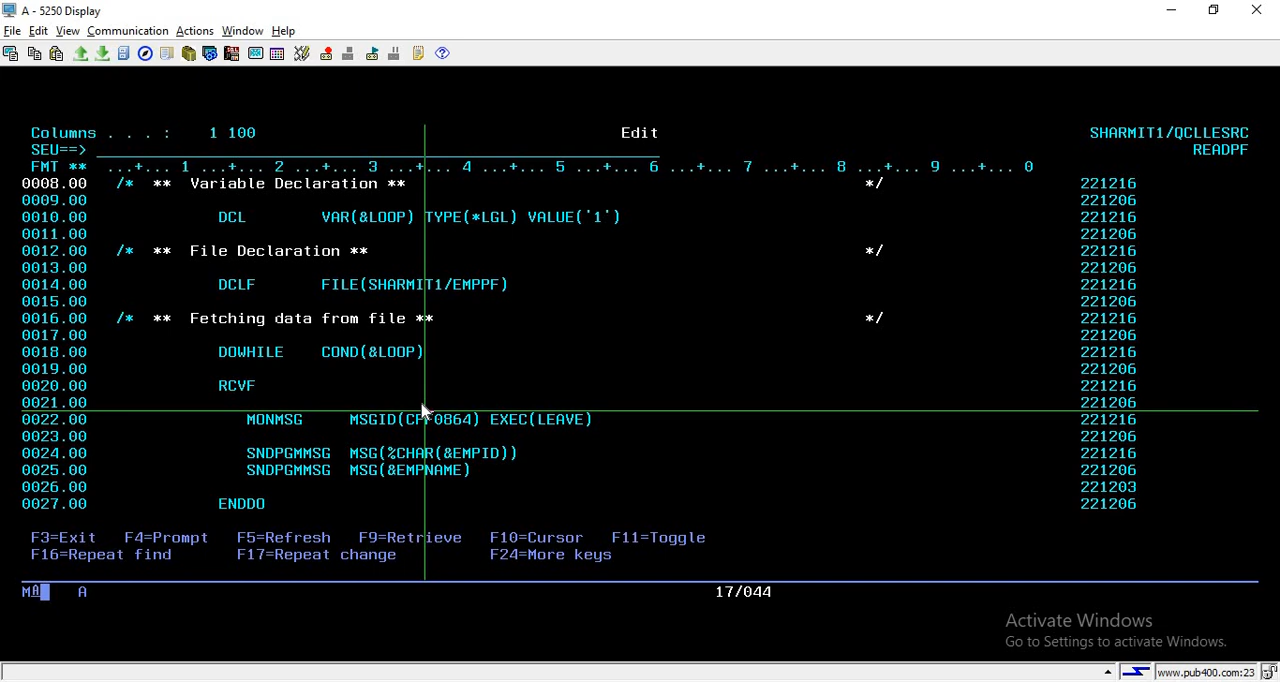 A - 5250 Display
File Edit View Communication Actions Window Help
Columns . . . : 1 100 Edit SHARMIT1/QCLLESRC
SEU==> READPF
FMT ** ...+... 1 ...+... 2 ...+... 3 ...+... 4 ...+... 5 ...+... 6 ...+... 7 ...+... 8 ...+... 9 ...+... 0
0008.00 /* ** Variable Declaration ** */ 221216
0009.00 221206
0010.00 DCL VAR(&LOOP) TYPE(*LGL) VALUE('1') 221216
0011.00 221206
0012.00 /* ** File Declaration ** */ 221216
0013.00 221206
0014.00 DCLF FILE(SHARMIT1/EMPPF) 221216
0015.00 221206
0016.00 /* ** Fetching data from file ** */ 221216
0017.00 221206
0018.00 DOWHILE COND(&LOOP) 221216
0019.00 221206
0020.00 RCVF 221216
0021.00 221206
0022.00 MONMSG MSGID(CPF0864) EXEC(LEAVE) 221216
0023.00 221206
0024.00 SNDPGMMSG MSG(%CHAR(&EMPID)) 221216
0025.00 SNDPGMMSG MSG(&EMPNAME) 221206
0026.00 221203
0027.00 ENDDO 221206
F3=Exit F4=Prompt F5=Refresh F9=Retrieve F10=Cursor F11=Toggle
F16=Repeat find F17=Repeat change F24=More keys
MA A 17/044
Activate Windows
Go to Settings to activate Windows.
www.pub400.com:23